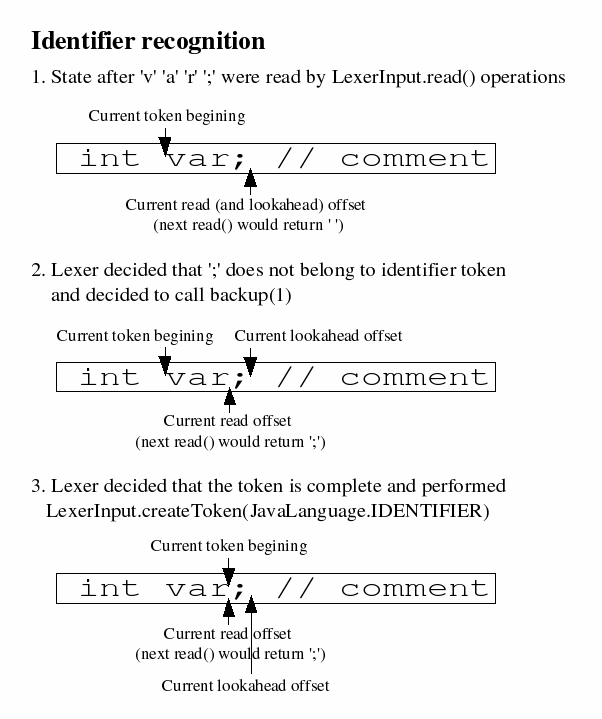 Identifier recognition
1. State after 'v' 'a' 'r' ';' were read by LexerInput.read() operations
Current token begining
int var; // comment
Current read (and lookahead) offset
(next read() would return ' ')
2. Lexer decided that ';' does not belong to identifier token
and decided to call backup(1)
Current token begining Current lookahead offset
int var; // comment
Current read offset
(next read() would return ';')
3. Lexer decided that the token is complete and performed
LexerInput.createToken(JavaLanguage.IDENTIFIER)
Current token begining
int var; // comment
Current read offset
(next read() would return ';')
Current lookahead offset